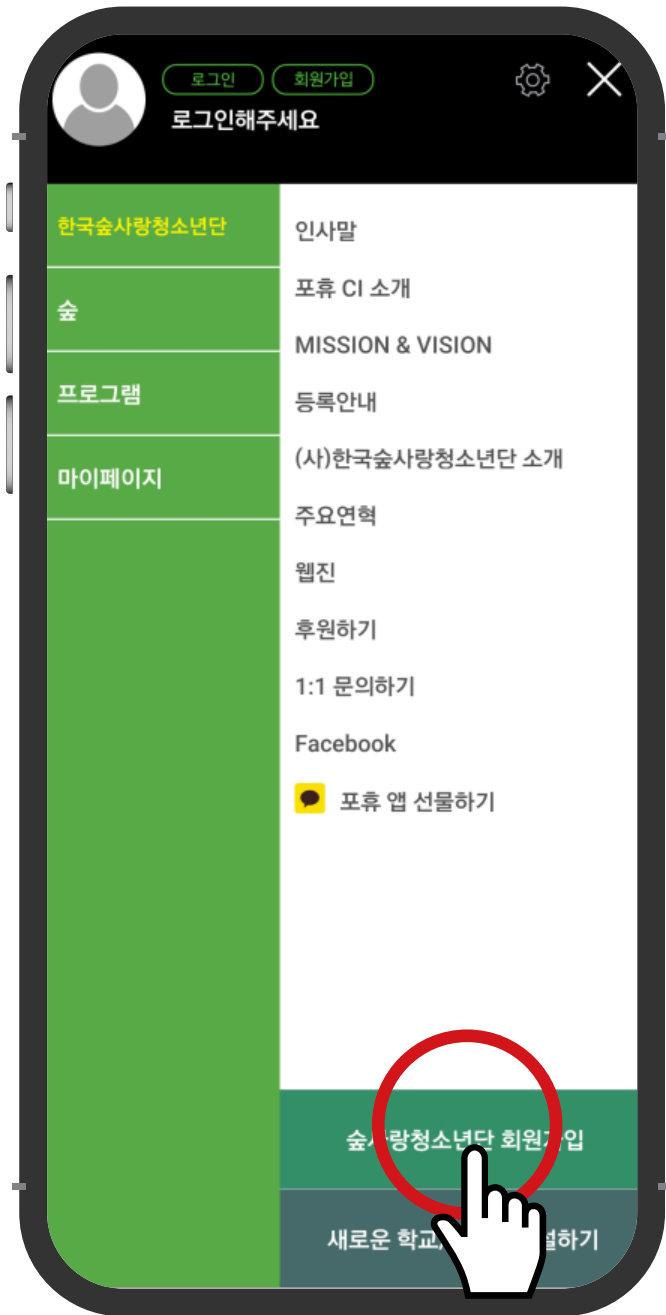 로그인 회원가입
로그인해주세요
한국숲사랑청소년단
숲
프로그램
마이페이지
인사말
포휴 CI 소개
MISSION & VISION
등록안내
(사)한국숲사랑청소년단 소개
주요연혁
웹진
후원하기
1:1 문의하기
Facebook
포휴 앱 선물하기
숲사랑청소년단 회원가입
새로운 학교 하기